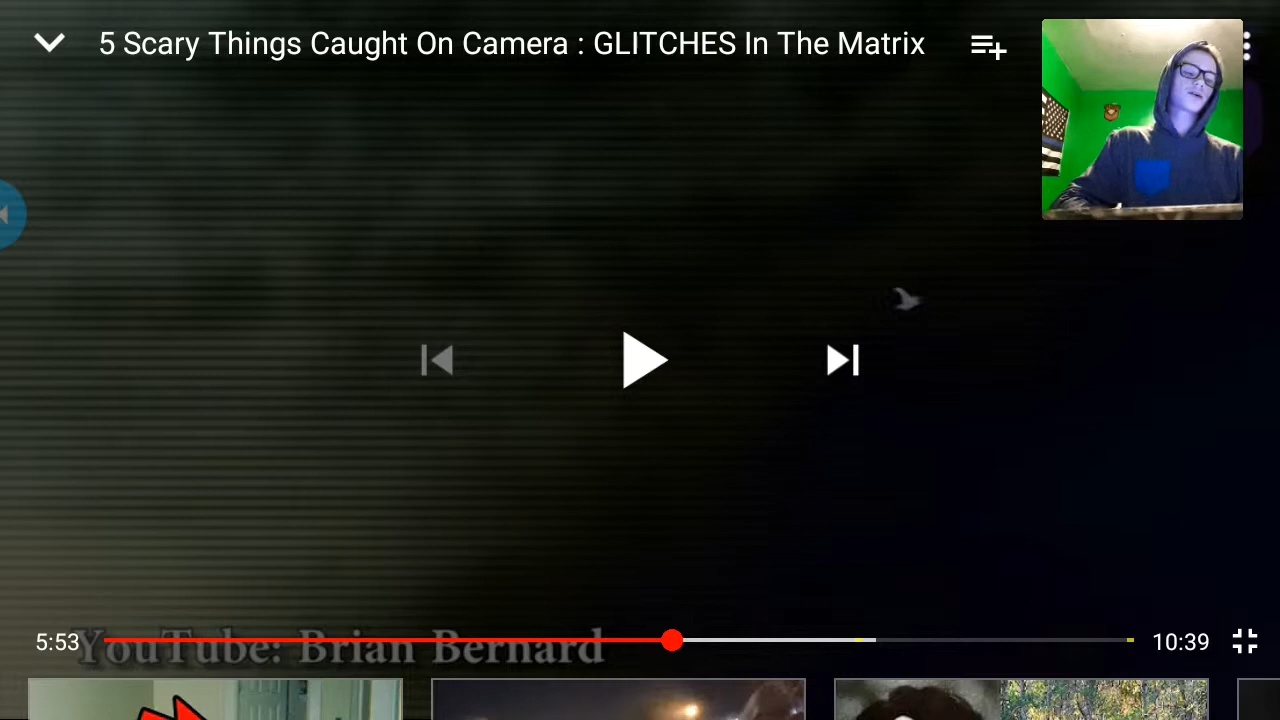 5 Scary Things Caught On Camera : GLITCHES In The Matrix
5:53
10:39
YouTube: Brian Bernard